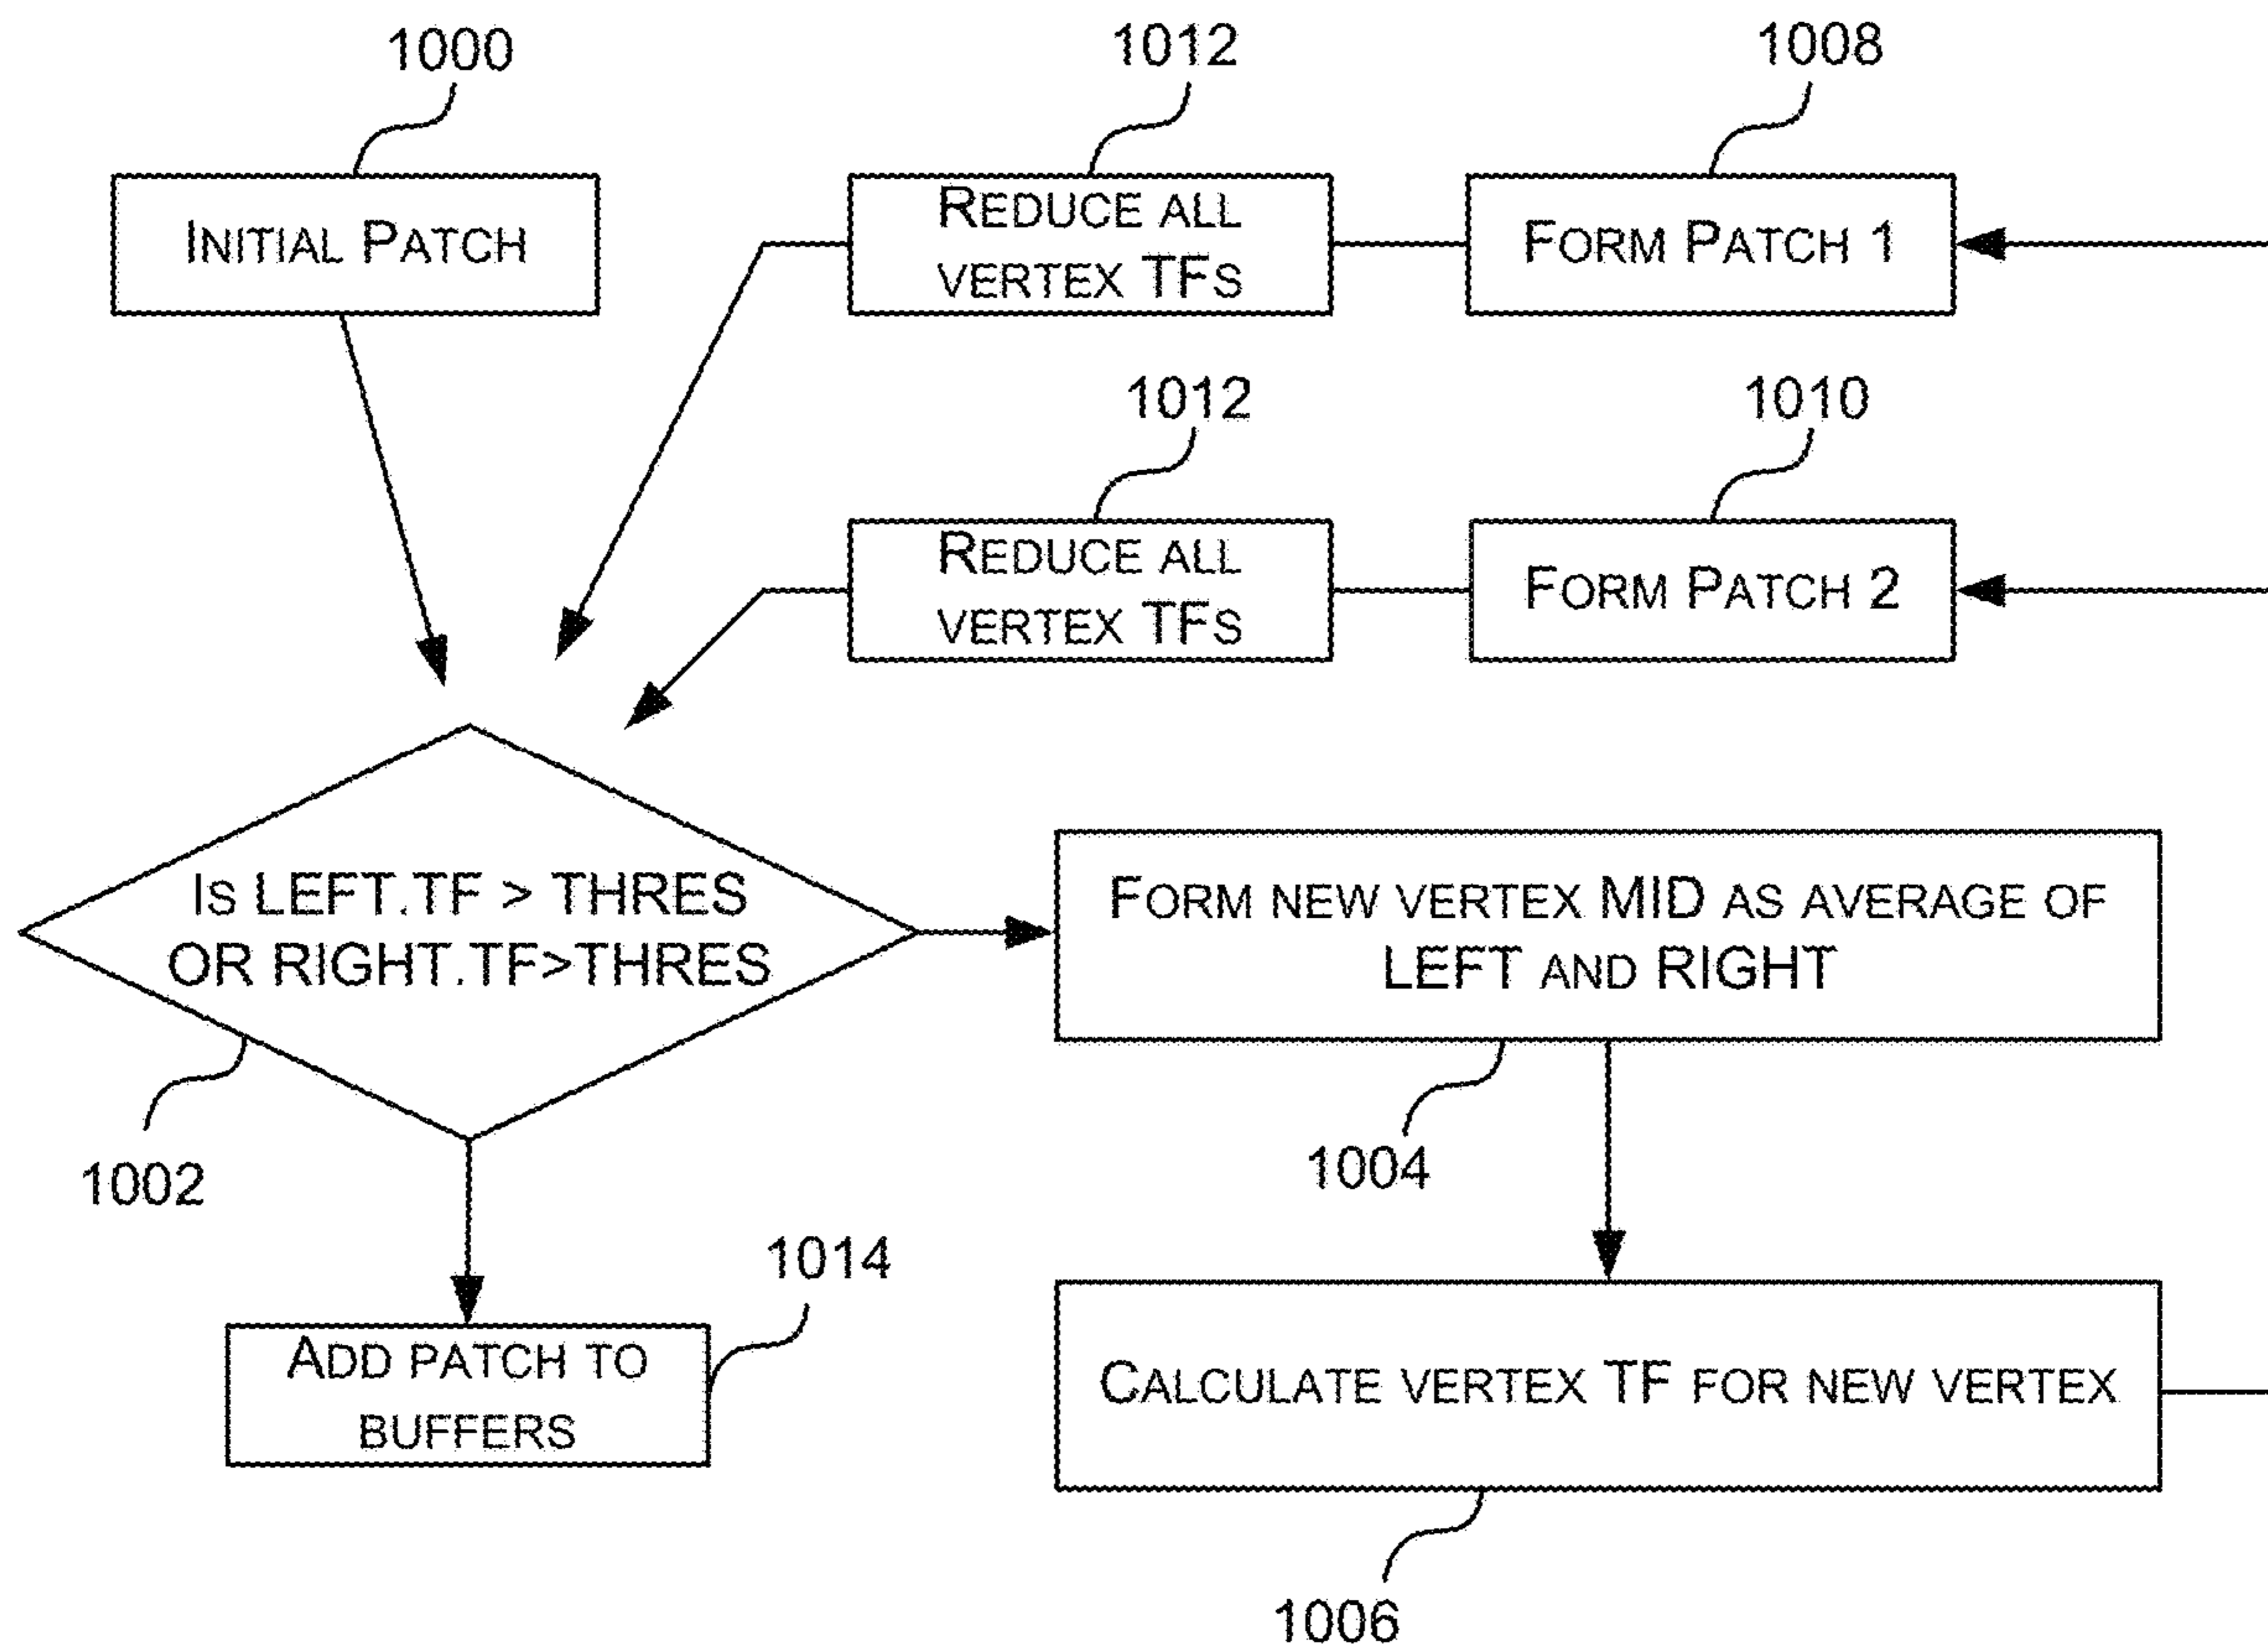 1000
1012
1008
INITIAL PATCH
REDUCE ALL
VERTEX TFS
FORM PATCH 1
1012
1010
REDUCE ALL
VERTEX TFS
FORM PATCH 2
IS LEFT.TF > THRES
OR RIGHT.TF>THRES
FORM NEW VERTEX MID AS AVERAGE OF
LEFT AND RIGHT
1002
1004
1014
ADD PATCH TO
BUFFERS
CALCULATE VERTEX TF FOR NEW VERTEX
1006